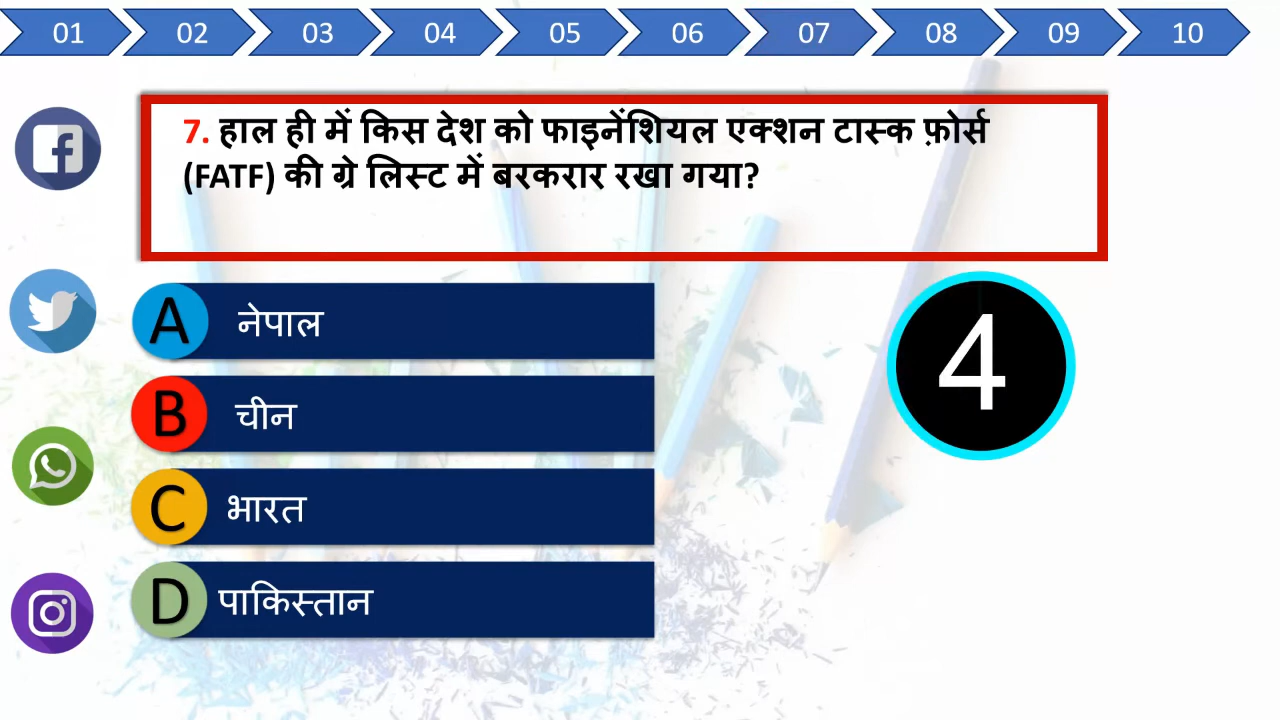 01 02 03 04 05 06 07 08 09 10
7. हाल ही में किस देश को फाइनेंशियल एक्शन टास्क फ़ोर्स
(FATF) की ग्रे लिस्ट में बरकरार रखा गया?
A नेपाल
4
B चीन
C भारत
D पाकिस्तान